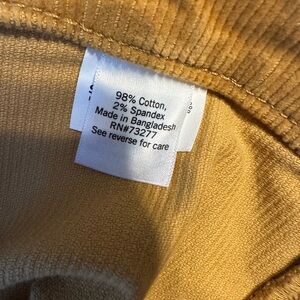 98% Cotton,
2% Spandex
Made in Bangladesh
RN#73277
See reverse for care